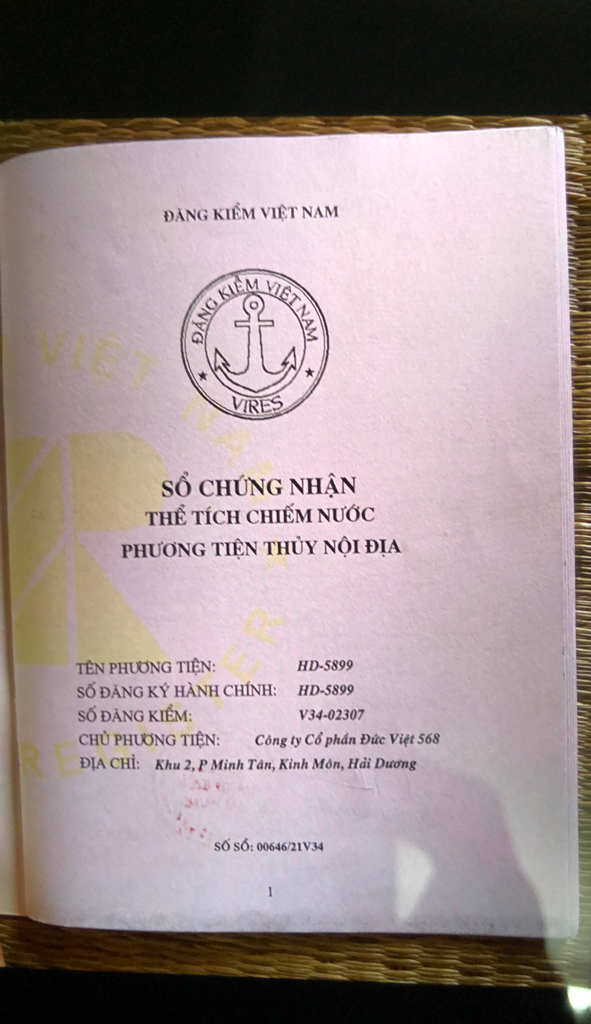 ĐĂNG KIỂM VIỆT NAM
ĐĂNG KIỂM VIỆT NAM
VIRES
VIỆT NAM
REGISTER
SỔ CHỨNG NHẬN
THỂ TÍCH CHIẾM NƯỚC
PHƯƠNG TIỆN THỦY NỘI ĐỊA
TÊN PHƯƠNG TIỆN: HD-5899
SỐ ĐĂNG KÝ HÀNH CHÍNH: HD-5899
SỐ ĐĂNG KIỂM: V34-02307
CHỦ PHƯƠNG TIỆN: Công ty Cổ phần Đức Việt 568
ĐỊA CHỈ: Khu 2, P Minh Tân, Kinh Môn, Hải Dương
SỐ SỔ: 00646/21V34
1